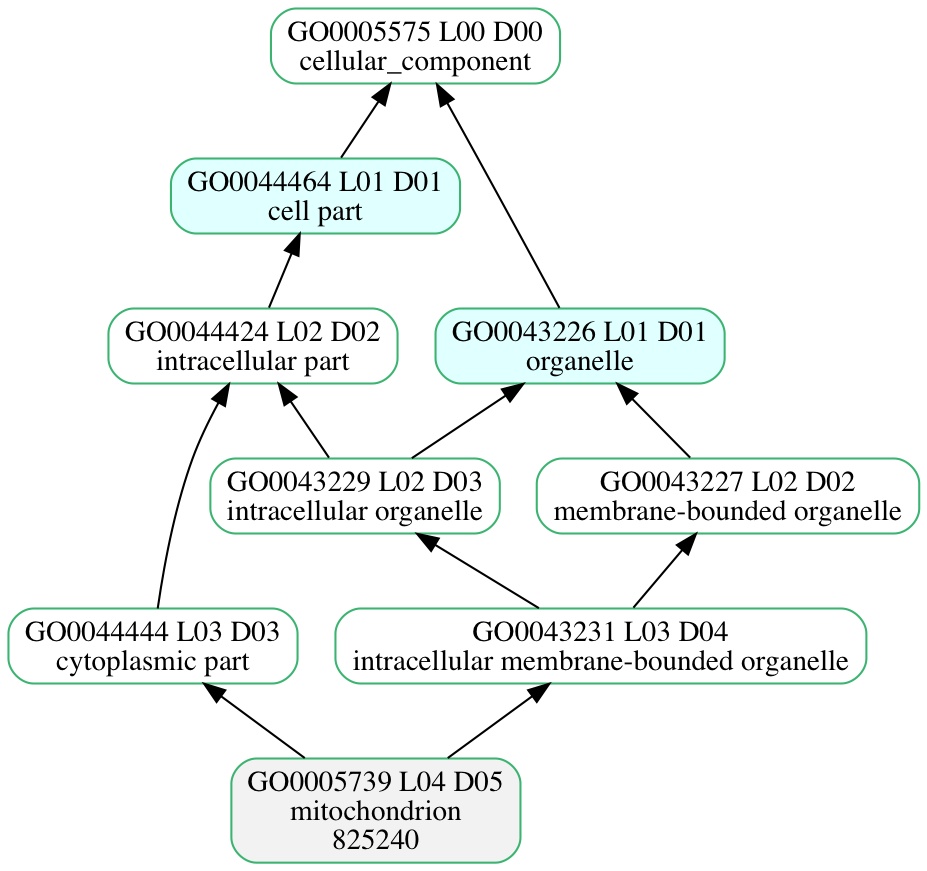 GO0005575 L00 D00
cellular_component
GO0044464 L01 D01
cell part
GO0044424 L02 D02
intracellular part
GO0043226 L01 D01
organelle
GO0043229 L02 D03
intracellular organelle
GO0043227 L02 D02
membrane-bounded organelle
GO0044444 L03 D03
cytoplasmic part
GO0043231 L03 D04
intracellular membrane-bounded organelle
GO0005739 L04 D05
mitochondrion
825240